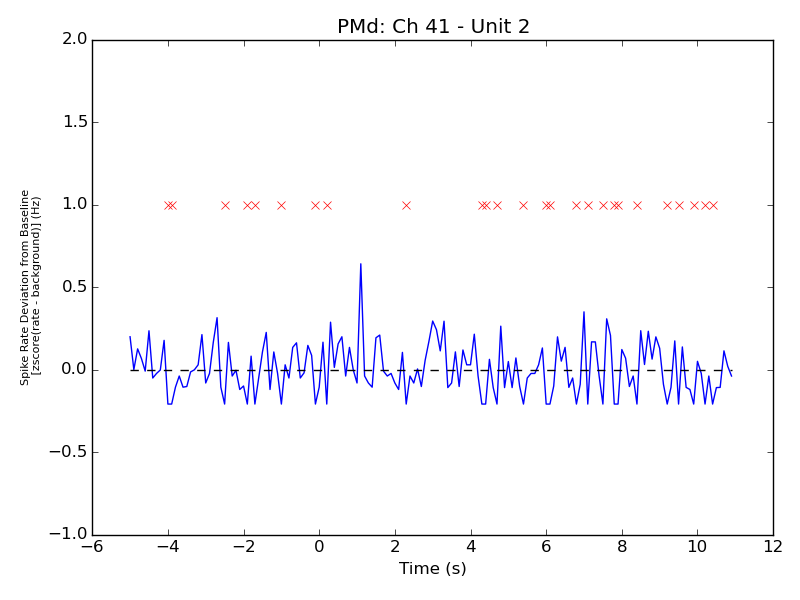 PMd: Ch 41 - Unit 2
2.0
1.5
1.0
0.5
0.0
−0.5
−1.0
Spike Rate Deviation from Baseline
[zscore(rate - background)] (Hz)
−6 −4 −2 0 2 4 6 8 10 12
Time (s)